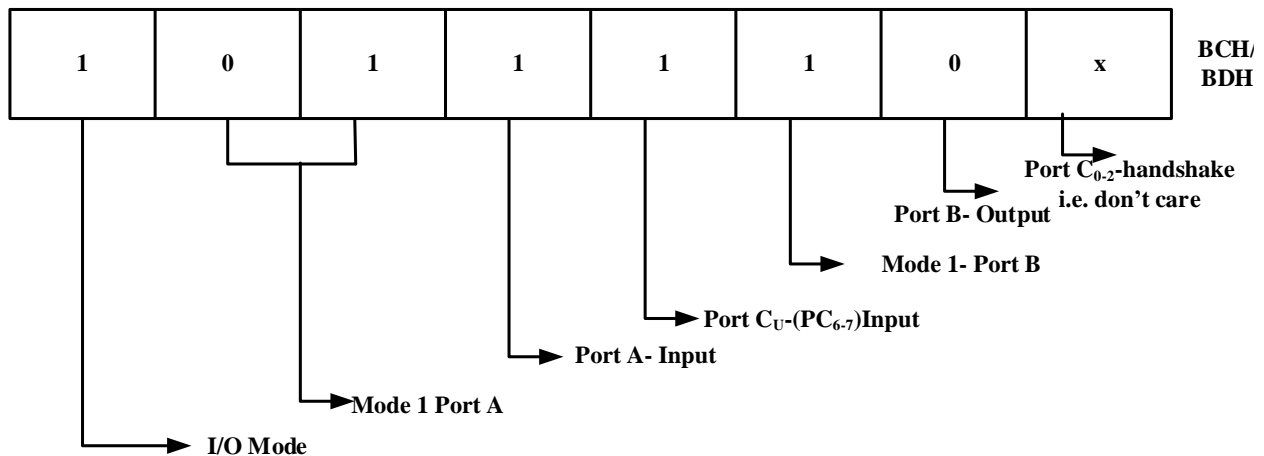 1 0 1 1 1 1 0 x
BCH/
BDH
Port C₀₋₂-handshake
i.e. don't care
Port B- Output
Mode 1- Port B
Port Cᵤ-(PC₆₋₇)Input
Port A- Input
Mode 1 Port A
I/O Mode